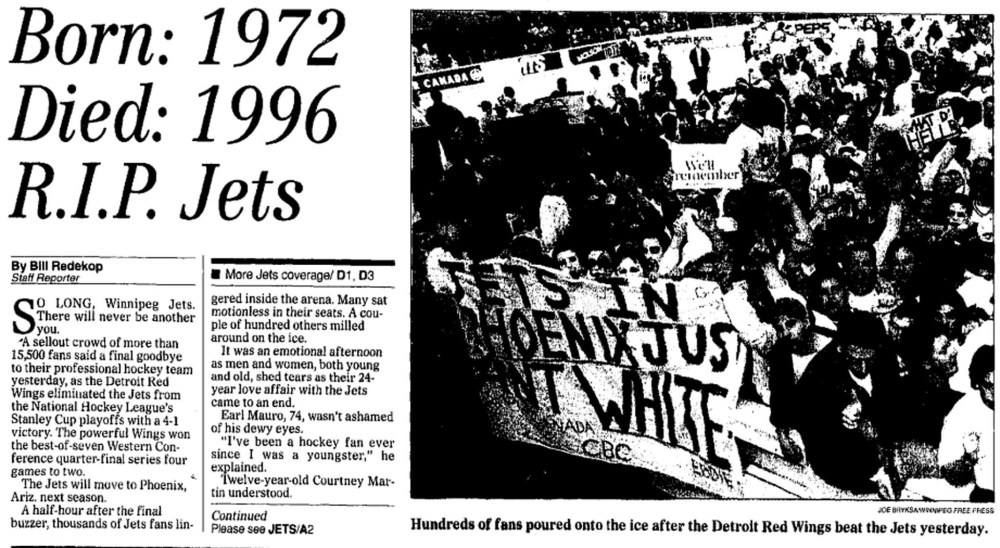 Born: 1972
Died: 1996
R.I.P. Jets
By Bill Redekop
Staff Reporter
SO LONG, Winnipeg Jets.
There will never be another
you.
A sellout crowd of more than
15,500 fans said a final goodbye
to their professional hockey team
yesterday, as the Detroit Red
Wings eliminated the Jets from
the National Hockey League's
Stanley Cup playoffs with a 4-1
victory. The powerful Wings won
the best-of-seven Western Con-
ference quarter-final series four
games to two.
The Jets will move to Phoenix,
Ariz. next season.
A half-hour after the final
buzzer, thousands of Jets fans lin-
■ More Jets coverage/ D1, D3
gered inside the arena. Many sat
motionless in their seats. A cou-
ple of hundred others milled
around on the ice.
It was an emotional afternoon
as men and women, both young
and old, shed tears as their 24-
year love affair with the Jets
came to an end.
Earl Mauro, 74, wasn't ashamed
of his dewy eyes.
"I've been a hockey fan ever
since I was a youngster," he
explained.
Twelve-year-old Courtney Mar-
tin understood.
Continued
Please see JETS/A2
CANADA
PEPSI
We'll
remember
HELL
JETS IN
PHOENIX JUS
WHITE.
CBC
JOE BRYKSA/WINNIPEG FREE PRESS
Hundreds of fans poured onto the ice after the Detroit Red Wings beat the Jets yesterday.